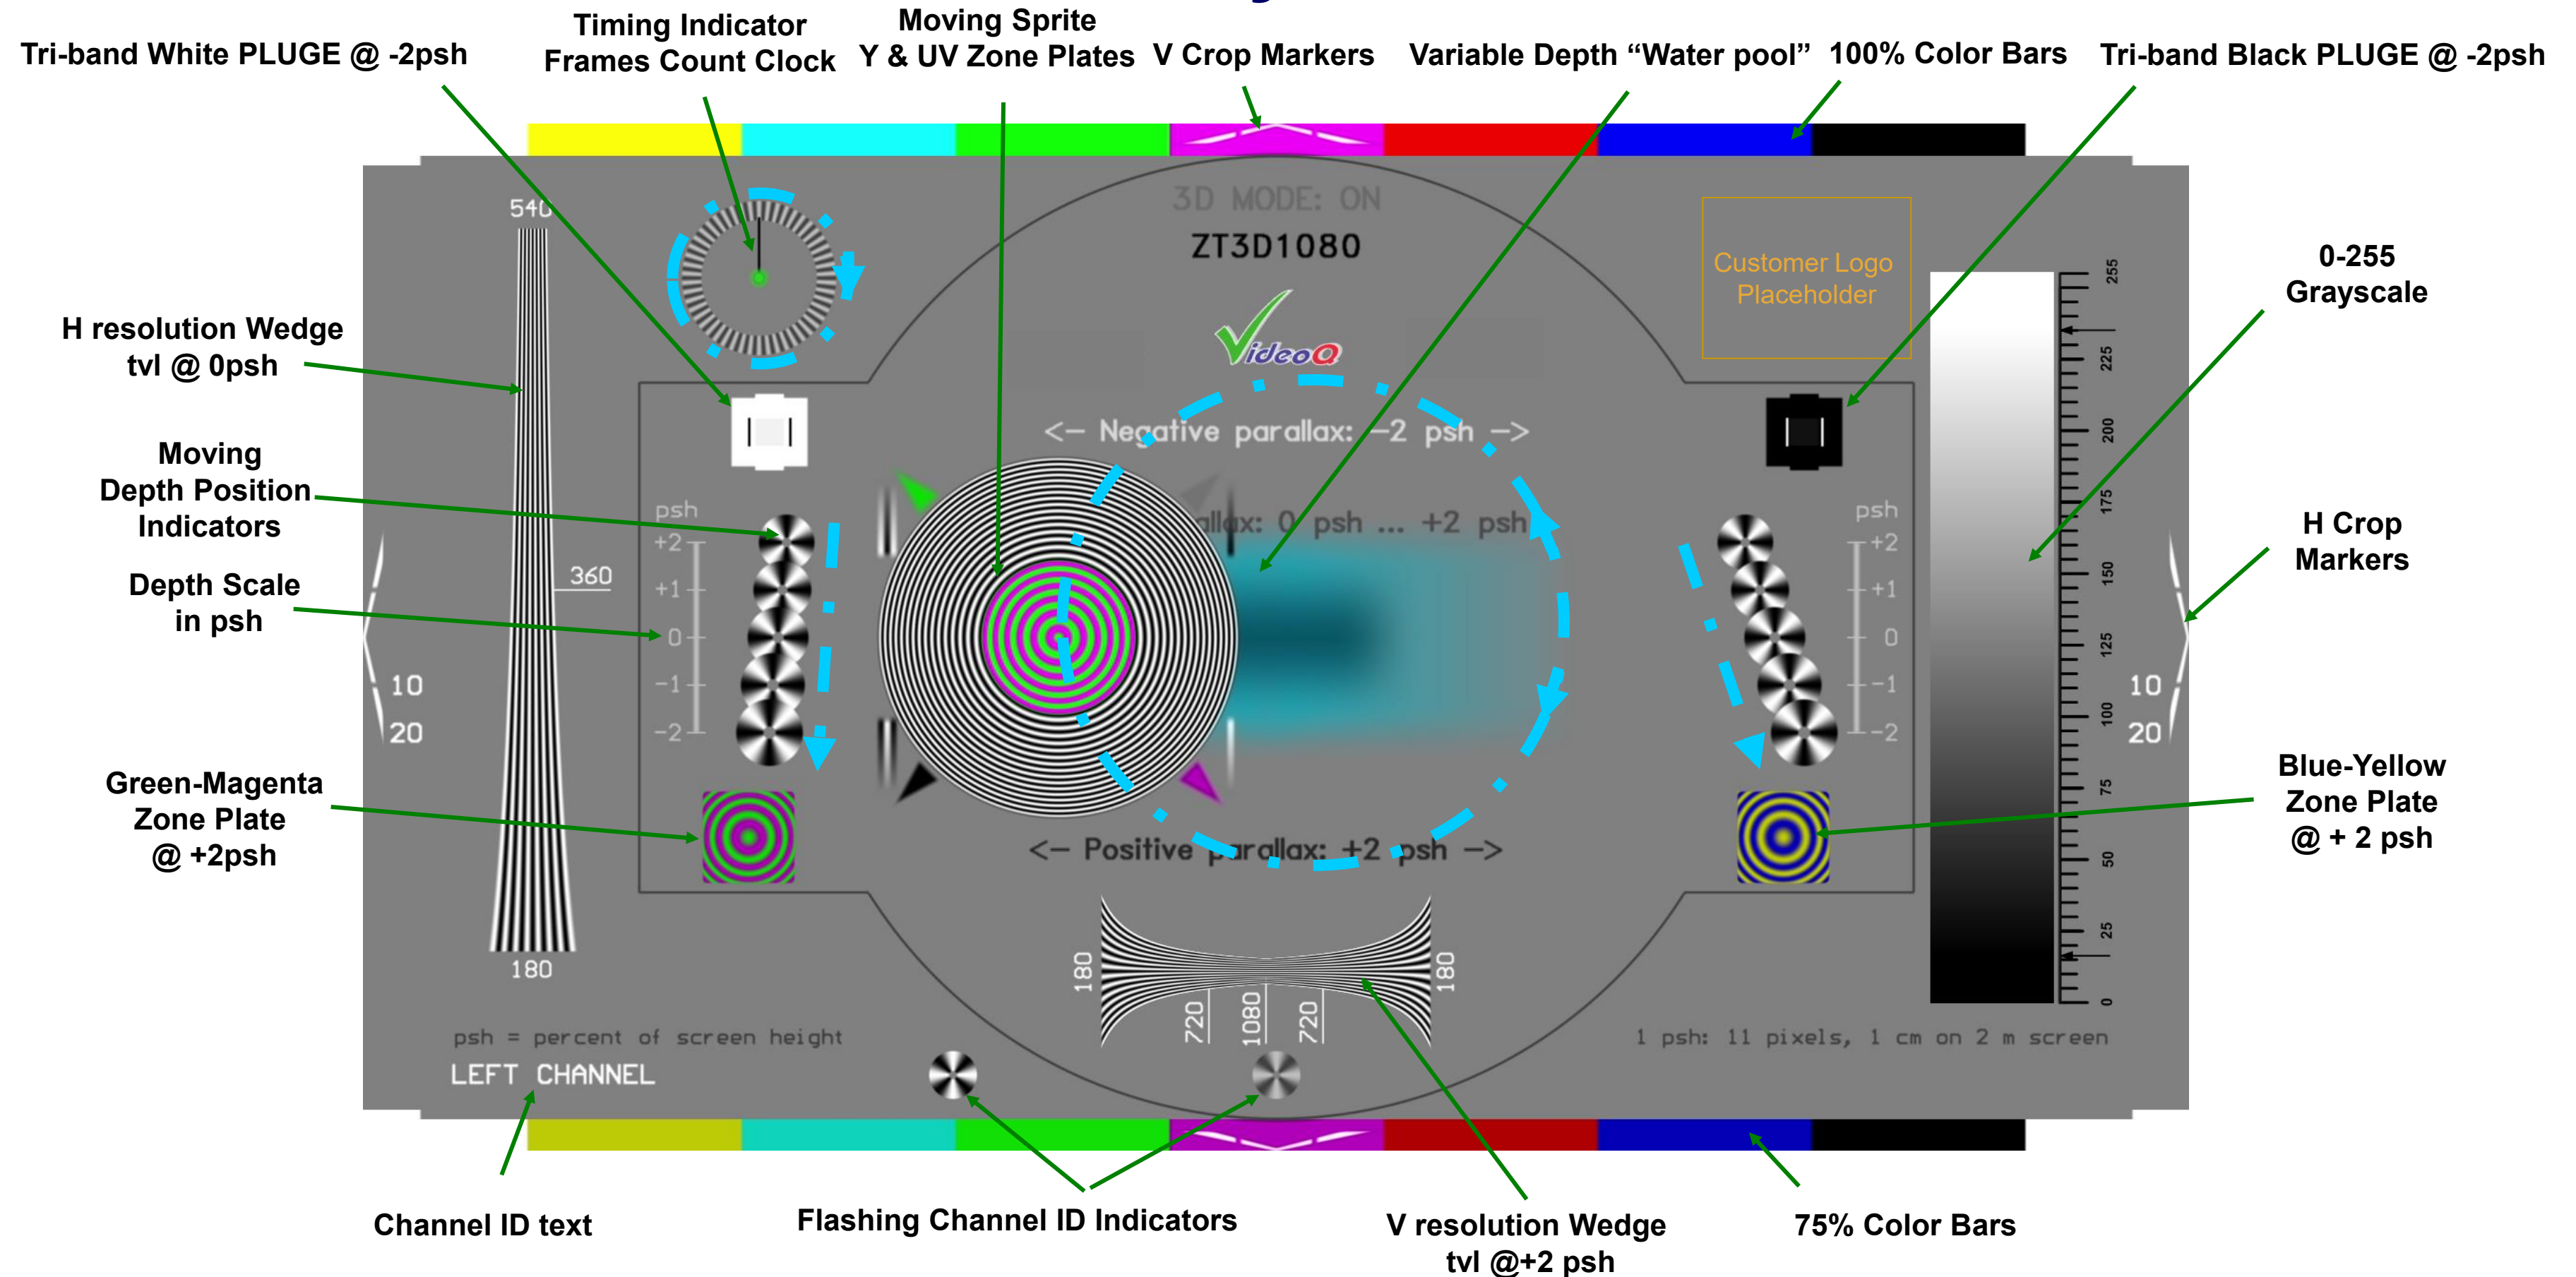 Timing Indicator
Frames Count Clock
Moving Sprite
Y & UV Zone Plates
Tri-band White PLUGE @ -2psh
V Crop Markers
Variable Depth “Water pool”
100% Color Bars
Tri-band Black PLUGE @ -2psh
540
3D MODE: ON
ZT3D1080
VideoQ
Customer Logo
Placeholder
0-255
Grayscale
255
225
200
175
150
125
100
75
50
25
0
H resolution Wedge
tvl @ 0psh
<– Negative parallax: –2 psh –>
Moving
Depth Position
Indicators
psh
+2
+1
0
–1
–2
allax: 0 psh ... +2 psh
psh
+2
+1
0
–1
–2
H Crop
Markers
360
Depth Scale
in psh
10
20
10
20
Green-Magenta
Zone Plate
@ +2psh
Blue-Yellow
Zone Plate
@ + 2 psh
<– Positive parallax: +2 psh –>
180
180
180
720
1080
720
psh = percent of screen height
1 psh: 11 pixels, 1 cm on 2 m screen
LEFT CHANNEL
Channel ID text
Flashing Channel ID Indicators
V resolution Wedge
tvl @+2 psh
75% Color Bars